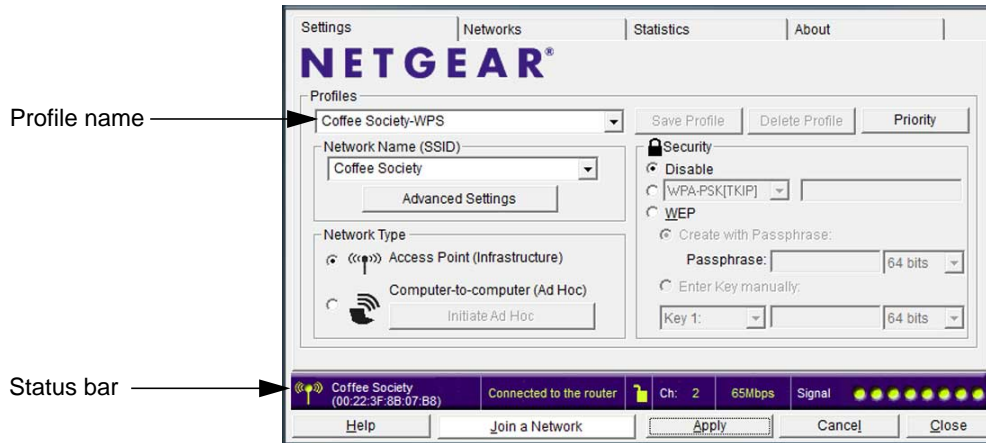 Settings Networks Statistics About
NETGEAR®
Profiles
Profile name
Coffee Society-WPS Save Profile Delete Profile Priority
Network Name (SSID)
Coffee Society
Advanced Settings
Security
Disable
WPA-PSK[TKIP]
WEP
Create with Passphrase:
Passphrase: 64 bits
Enter Key manually:
Key 1: 64 bits
Network Type
Access Point (Infrastructure)
Computer-to-computer (Ad Hoc)
Initiate Ad Hoc
Status bar
Coffee Society
(00:22:3F:8B:07:B8)
Connected to the router Ch: 2 65Mbps Signal
Help Join a Network Apply Cancel Close